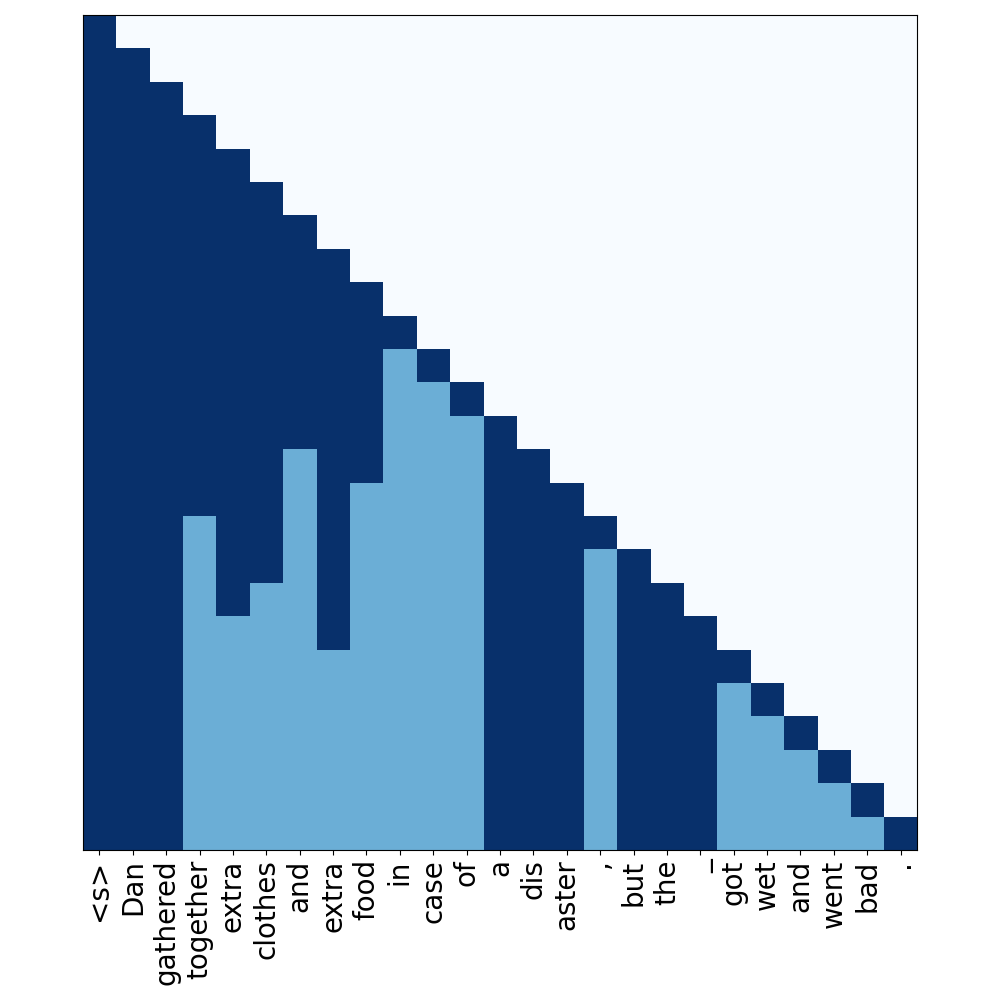 <s> Dan gathered together extra clothes and extra food in case of a dis aster , but the _ got wet and went bad .